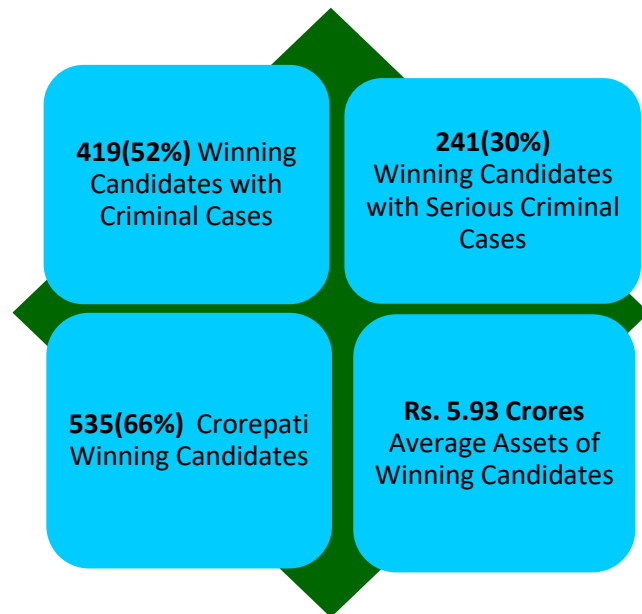 419(52%) Winning
Candidates with
Criminal Cases
241(30%)
Winning Candidates
with Serious Criminal
Cases
535(66%) Crorepati
Winning Candidates
Rs. 5.93 Crores
Average Assets of
Winning Candidates